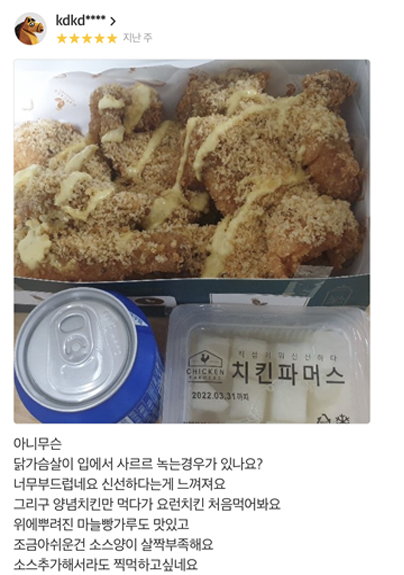 kdkd****
지난 주
CHICKEN
FARMERS
치킨파머스
2022.03.31 까지
아니무슨
닭가슴살이 입에서 사르르 녹는경우가 있나요?
너무부드럽네요 신선하다는게 느껴져요
그리구 양념치킨만 먹다가 요런치킨 처음먹어봐요
위에뿌려진 마늘빵가루도 맛있고
조금아쉬운건 소스양이 살짝부족해요
소스추가해서라도 찍먹하고싶네요